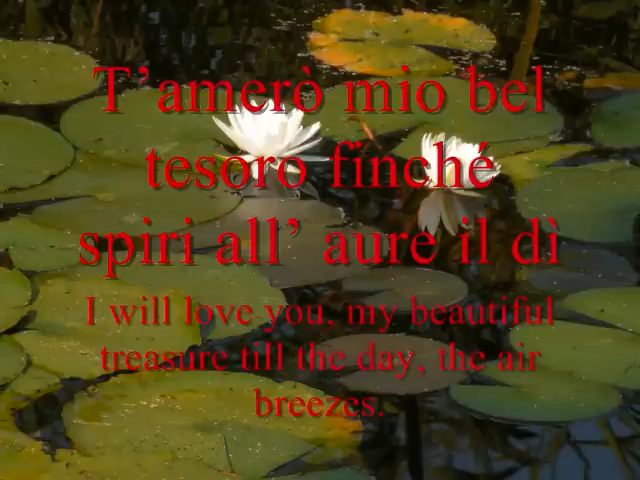 T’amerò mio bel
tesoro finché
spiri all’ aure il dì
I will love you, my beautiful
treasure till the day, the air
breezes.